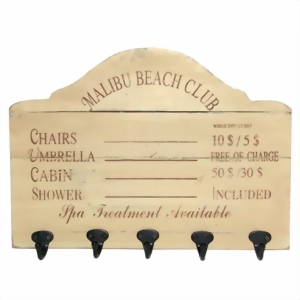 MALIBU BEACH CLUB
CHAIRS 10 $ / 5 $
UMBRELLA FREE OF CHARGE
CABIN 50 $ /30 $
SHOWER INCLUDED
Spa Treatment Available